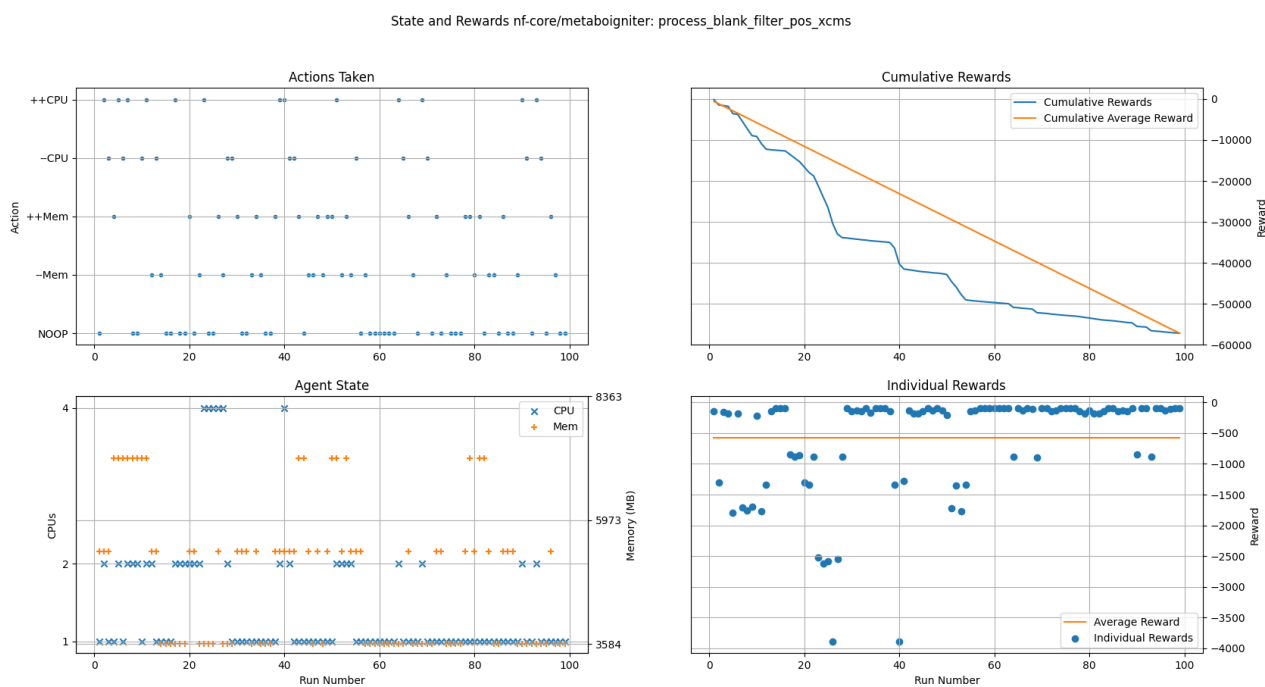 State and Rewards nf-core/metaboigniter: process_blank_filter_pos_xcms
Actions Taken
++CPU
--CPU
++Mem
--Mem
NOOP
Action
0
20
40
60
80
100
Cumulative Rewards
Cumulative Rewards
Cumulative Average Reward
0
−10000
−20000
−30000
−40000
−50000
−60000
Reward
0
20
40
60
80
100
Agent State
CPU
Mem
4
2
1
CPUs
8363
5973
3584
Memory (MB)
0
20
40
60
80
100
Run Number
Individual Rewards
Average Reward
Individual Rewards
0
−500
−1000
−1500
−2000
−2500
−3000
−3500
−4000
Reward
0
20
40
60
80
100
Run Number